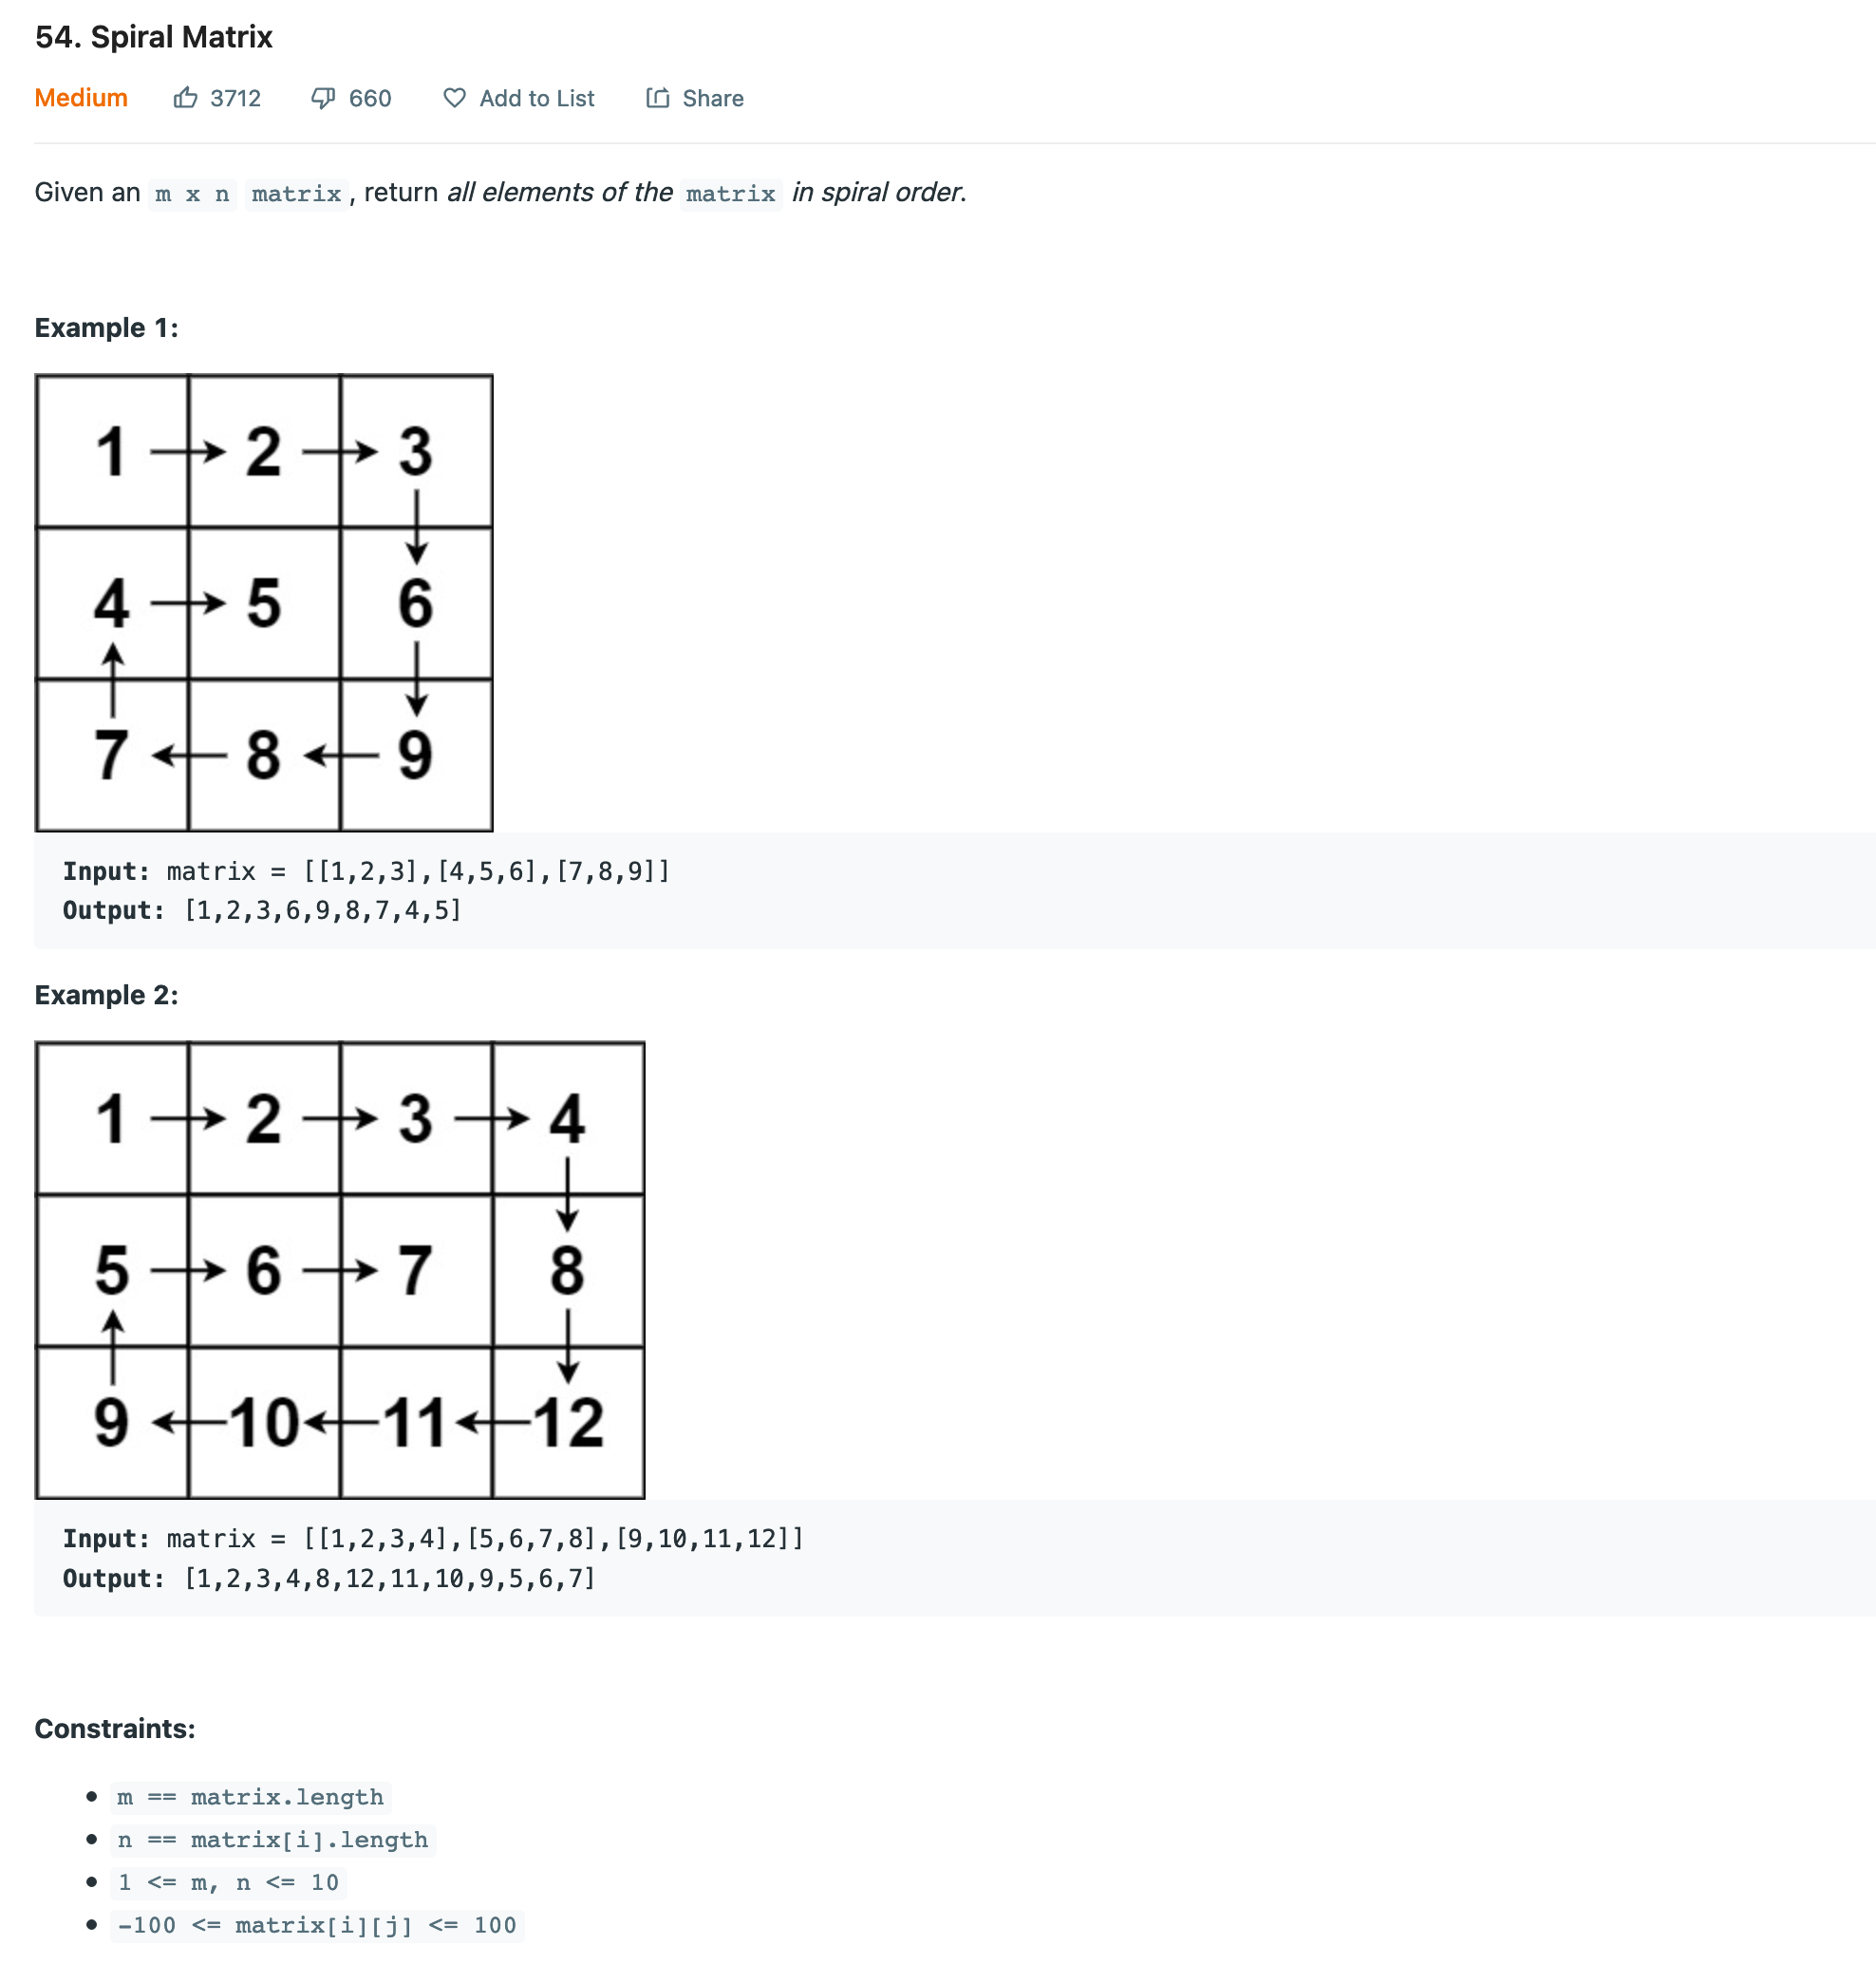 54. Spiral Matrix
Medium 3712 660 Add to List Share
Given an m x n matrix, return all elements of the matrix in spiral order.
Example 1:
1 2 3
4 5 6
7 8 9
Input: matrix = [[1,2,3],[4,5,6],[7,8,9]]
Output: [1,2,3,6,9,8,7,4,5]
Example 2:
1 2 3 4
5 6 7 8
9 10 11 12
Input: matrix = [[1,2,3,4],[5,6,7,8],[9,10,11,12]]
Output: [1,2,3,4,8,12,11,10,9,5,6,7]
Constraints:
m == matrix.length
n == matrix[i].length
1 <= m, n <= 10
-100 <= matrix[i][j] <= 100